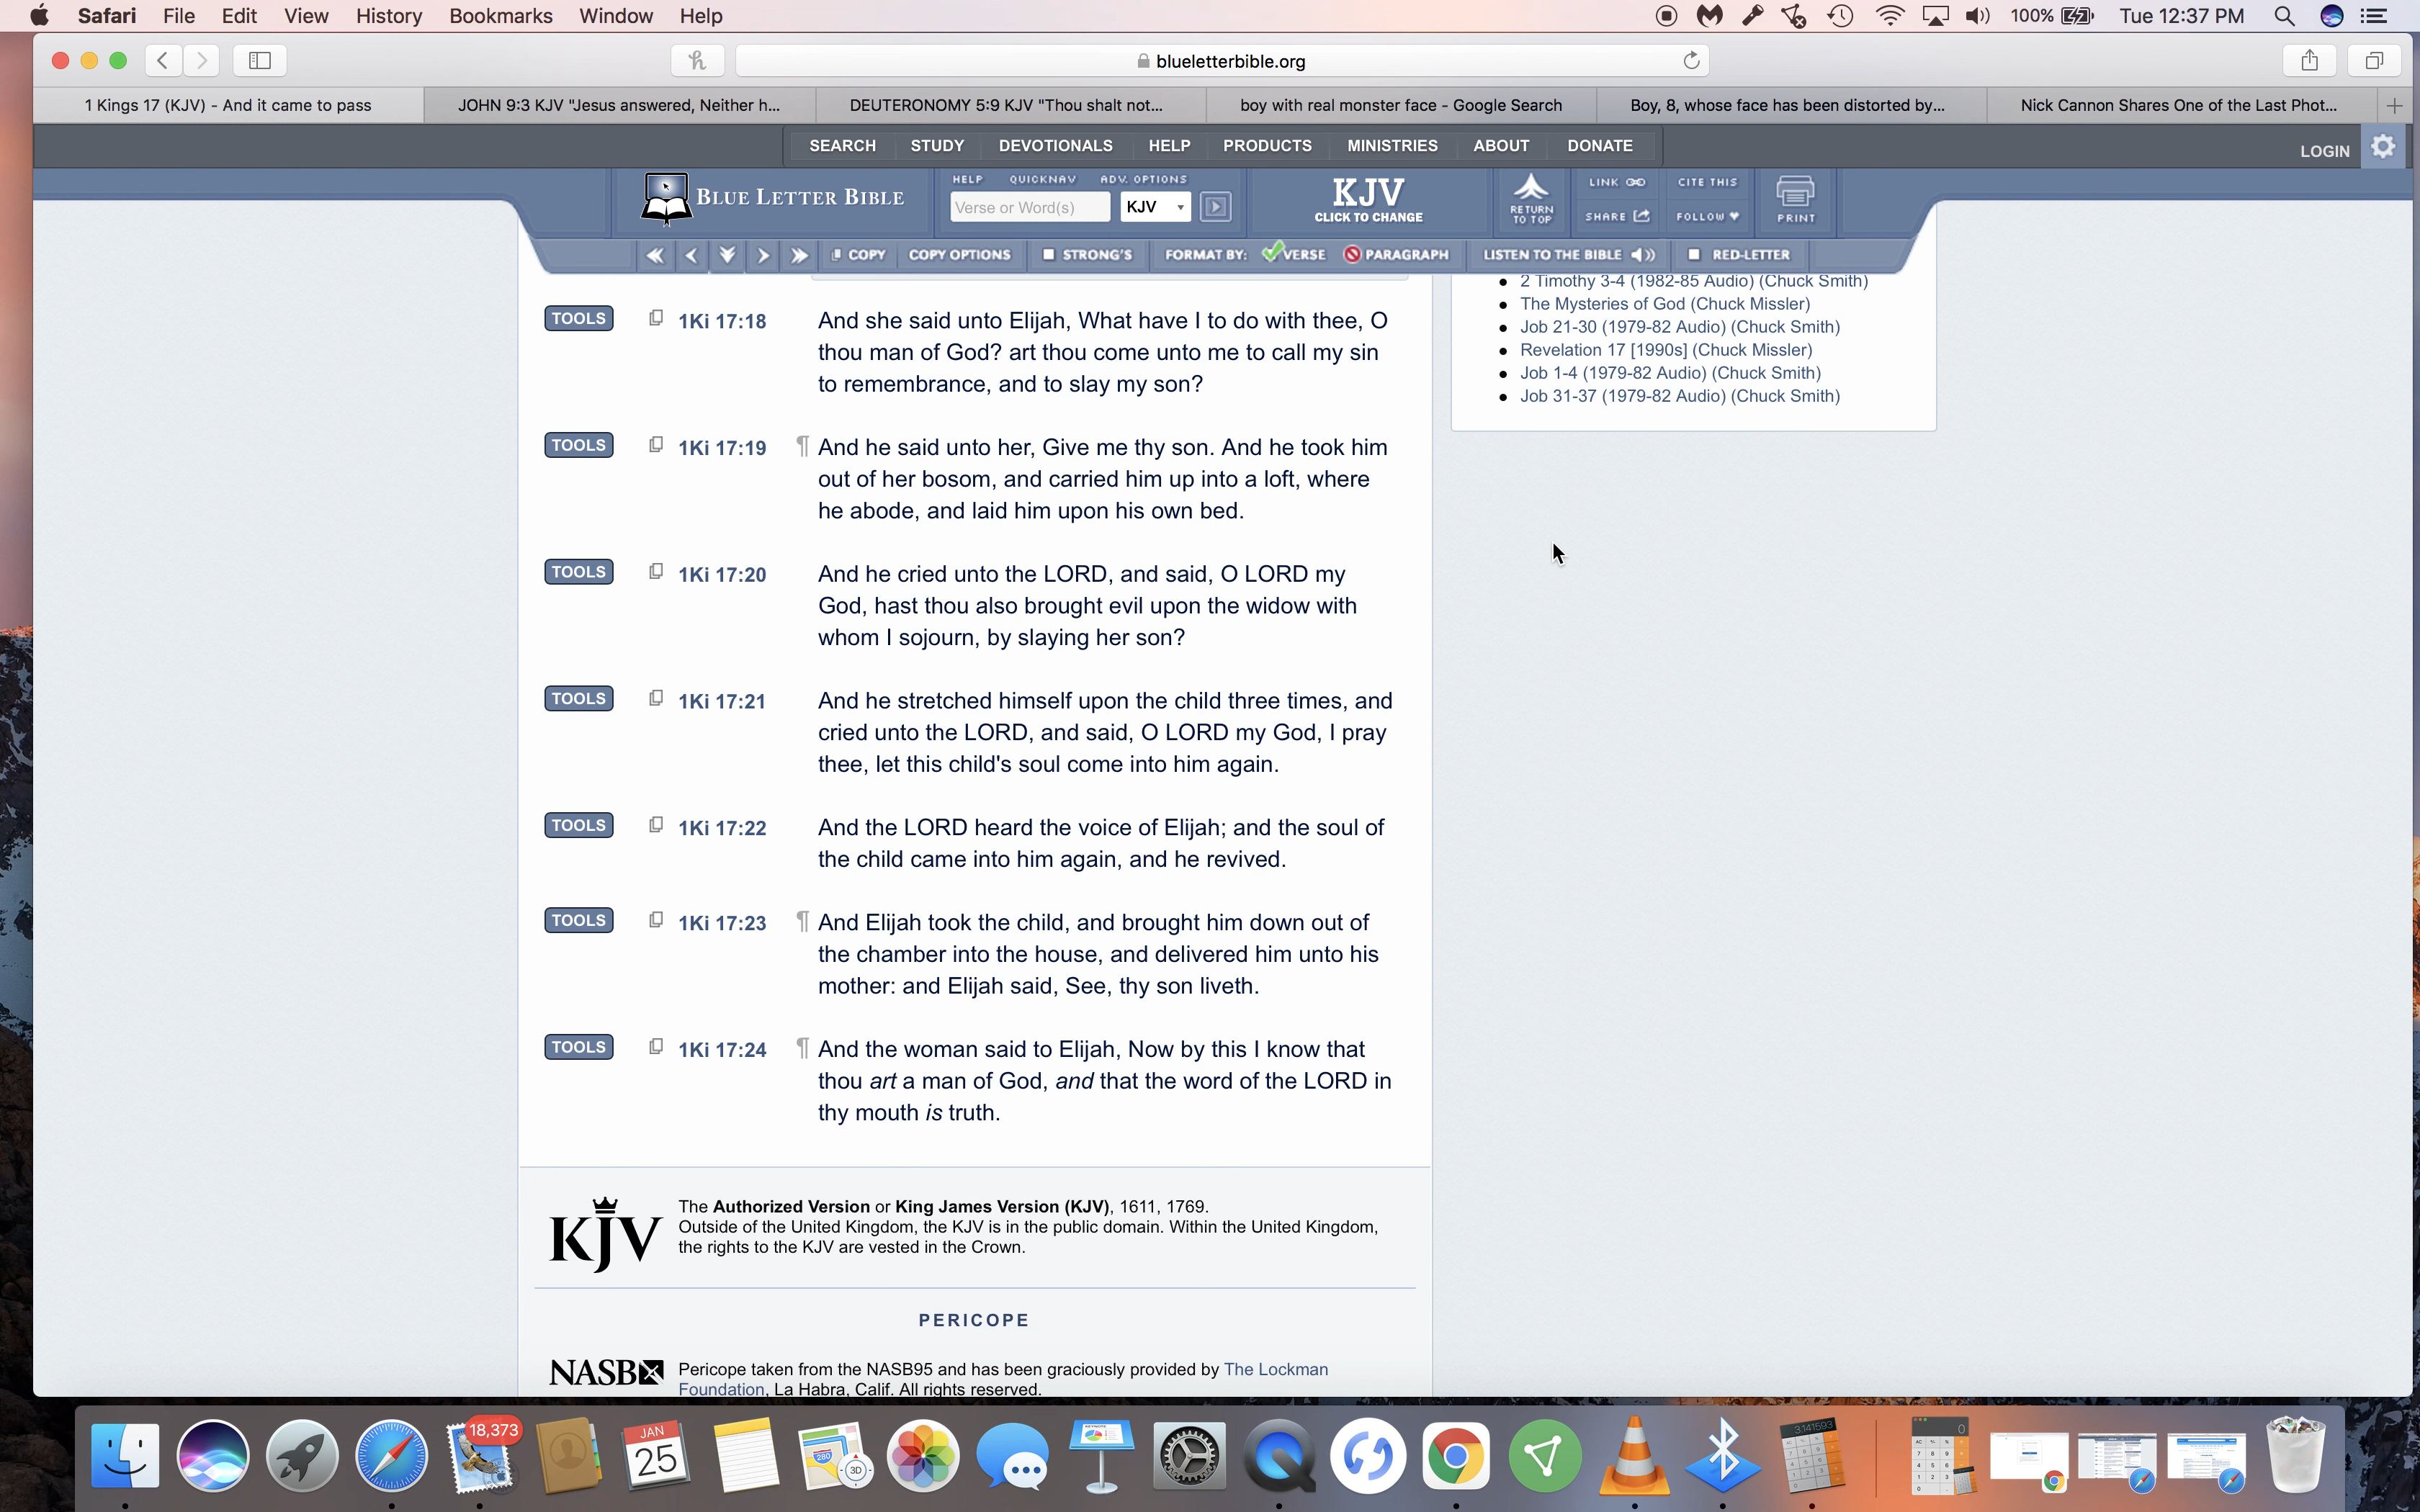 Safari File Edit View History Bookmarks Window Help 100% Tue 12:37 PM
blueletterbible.org
1 Kings 17 (KJV) - And it came to pass
JOHN 9:3 KJV "Jesus answered, Neither h...
DEUTERONOMY 5:9 KJV "Thou shalt not...
boy with real monster face - Google Search
Boy, 8, whose face has been distorted by...
Nick Cannon Shares One of the Last Phot...
SEARCH STUDY DEVOTIONALS HELP PRODUCTS MINISTRIES ABOUT DONATE
LOGIN
BLUE LETTER BIBLE
HELP QUICKNAV ADV. OPTIONS
Verse or Word(s) KJV
KJV
CLICK TO CHANGE
RETURN
TO TOP
LINK CITE THIS
SHARE FOLLOW
PRINT
COPY COPY OPTIONS STRONG'S FORMAT BY: VERSE PARAGRAPH LISTEN TO THE BIBLE RED-LETTER
TOOLS 1Ki 17:18 And she said unto Elijah, What have I to do with thee, O
thou man of God? art thou come unto me to call my sin
to remembrance, and to slay my son?
TOOLS 1Ki 17:19 ¶ And he said unto her, Give me thy son. And he took him
out of her bosom, and carried him up into a loft, where
he abode, and laid him upon his own bed.
TOOLS 1Ki 17:20 And he cried unto the LORD, and said, O LORD my
God, hast thou also brought evil upon the widow with
whom I sojourn, by slaying her son?
TOOLS 1Ki 17:21 And he stretched himself upon the child three times, and
cried unto the LORD, and said, O LORD my God, I pray
thee, let this child's soul come into him again.
TOOLS 1Ki 17:22 And the LORD heard the voice of Elijah; and the soul of
the child came into him again, and he revived.
TOOLS 1Ki 17:23 ¶ And Elijah took the child, and brought him down out of
the chamber into the house, and delivered him unto his
mother: and Elijah said, See, thy son liveth.
TOOLS 1Ki 17:24 ¶ And the woman said to Elijah, Now by this I know that
thou art a man of God, and that the word of the LORD in
thy mouth is truth.
2 Timothy 3-4 (1982-85 Audio) (Chuck Smith)
The Mysteries of God (Chuck Missler)
Job 21-30 (1979-82 Audio) (Chuck Smith)
Revelation 17 [1990s] (Chuck Missler)
Job 1-4 (1979-82 Audio) (Chuck Smith)
Job 31-37 (1979-82 Audio) (Chuck Smith)
KJV
The Authorized Version or King James Version (KJV), 1611, 1769.
Outside of the United Kingdom, the KJV is in the public domain. Within the United Kingdom,
the rights to the KJV are vested in the Crown.
PERICOPE
NASB
Pericope taken from the NASB95 and has been graciously provided by The Lockman
Foundation, La Habra, Calif. All rights reserved.
18,373
JAN
25
280
3D
KEYNOTE
3.141593
0